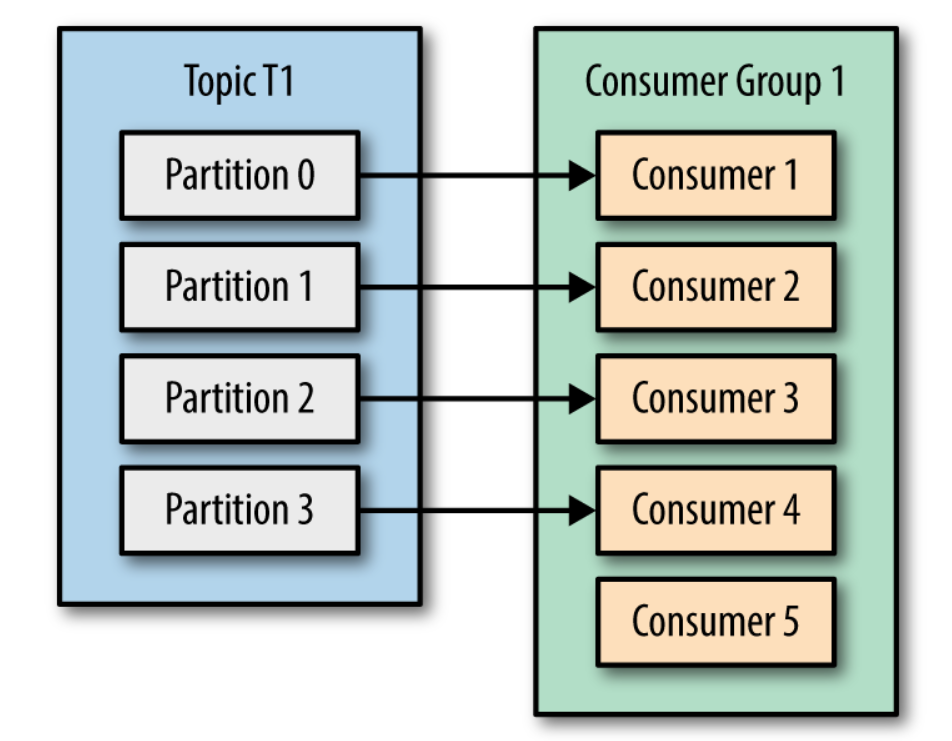 Topic T1
Partition 0
Partition 1
Partition 2
Partition 3
Consumer Group 1
Consumer 1
Consumer 2
Consumer 3
Consumer 4
Consumer 5